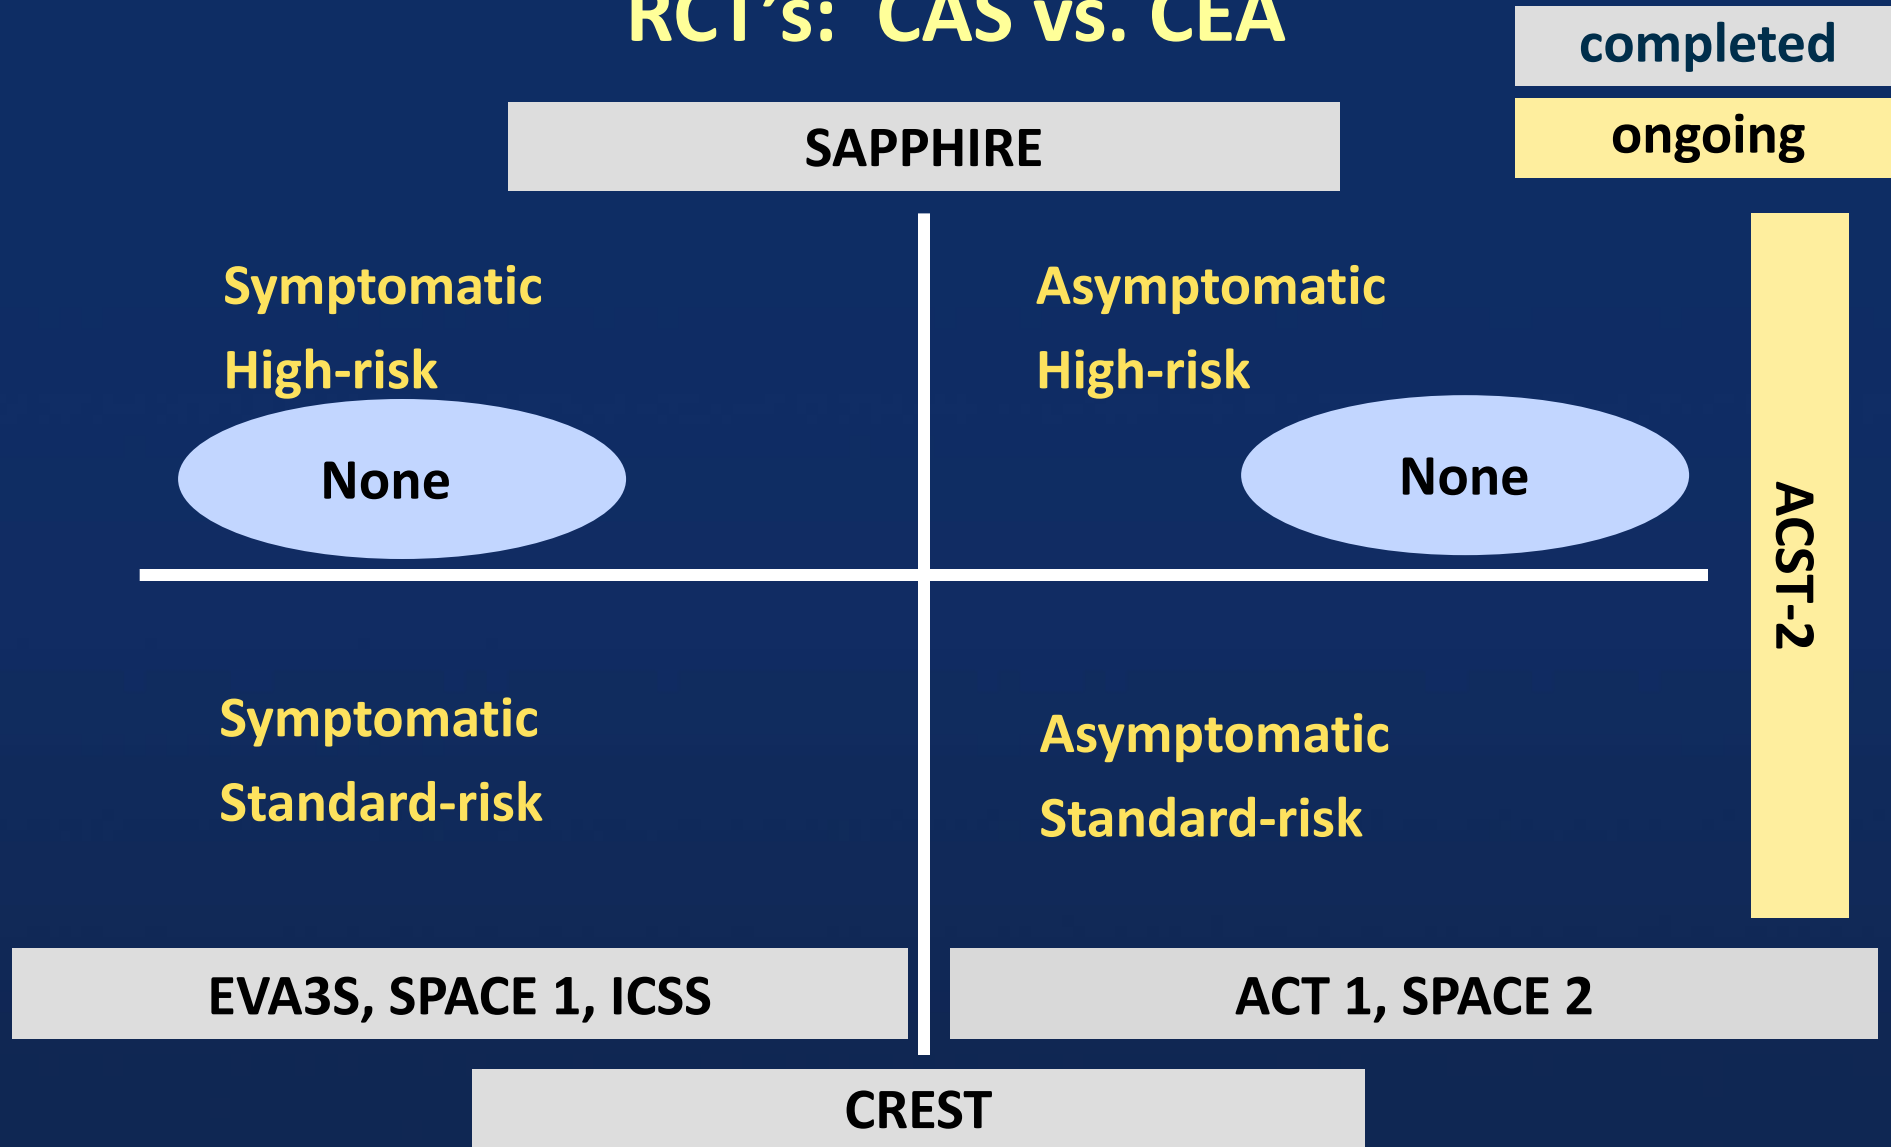 RCT’s:  CAS vs. CEA
completed
ongoing
SAPPHIRE
Symptomatic
High-risk
None
Asymptomatic
High-risk
None
ACST-2
Symptomatic
Standard-risk
Asymptomatic
Standard-risk
EVA3S, SPACE 1, ICSS
ACT 1, SPACE 2
CREST